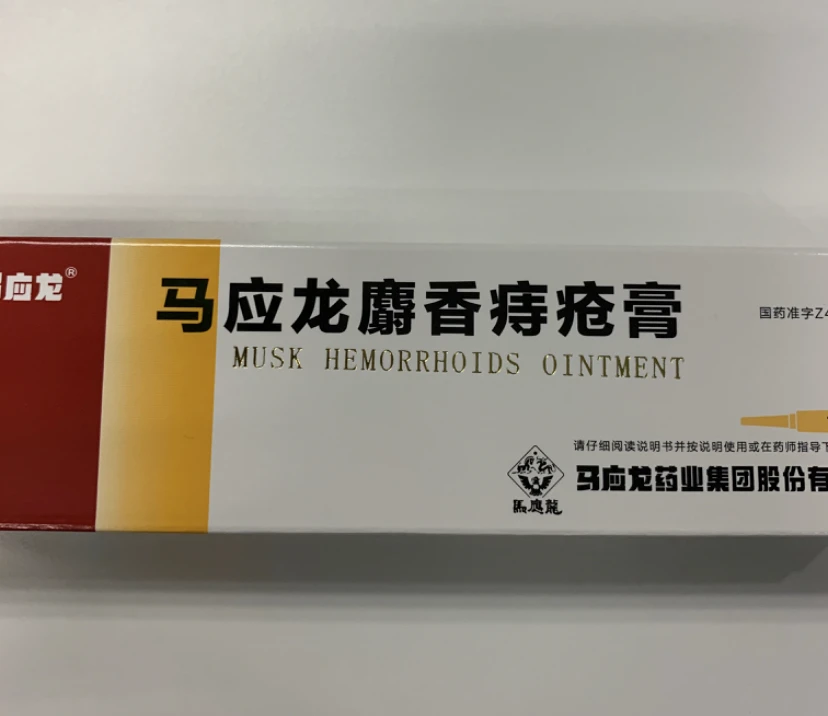 应龙®
马应龙麝香痔疮膏
MUSK HEMORRHOIDS OINTMENT
国药准字Z4
请仔细阅读说明书并按说明使用或在药师指导下
马应龙药业集团股份有
馬應龍